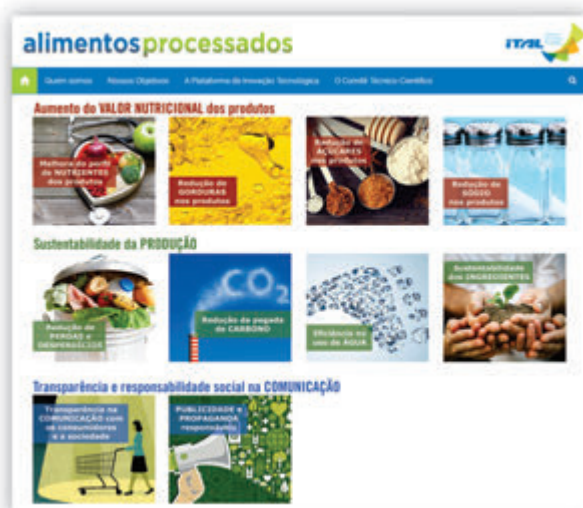 alimentosprocessados
ITAL
Quem somos Nossos Objetivos A Plataforma de Inovação Tecnológica O Comitê Técnico Científico
Aumento do VALOR NUTRICIONAL dos produtos
Melhora do perfil
de NUTRIENTES
dos produtos
Redução de
GORDURAS
nos produtos
Redução de
AÇÚCARES
nos produtos
Redução de
SÓDIO
nos produtos
Sustentabilidade da PRODUÇÃO
Redução de
PERDAS e
DESPERDÍCIOS
CO2
Redução da pegada
de CARBONO
Eficiência no
uso de ÁGUA
Sustentabilidade
dos INGREDIENTES
Transparência e responsabilidade social na COMUNICAÇÃO
Transparência na
COMUNICAÇÃO com
os consumidores
e a sociedade
PUBLICIDADE e
PROPAGANDA
responsáveis